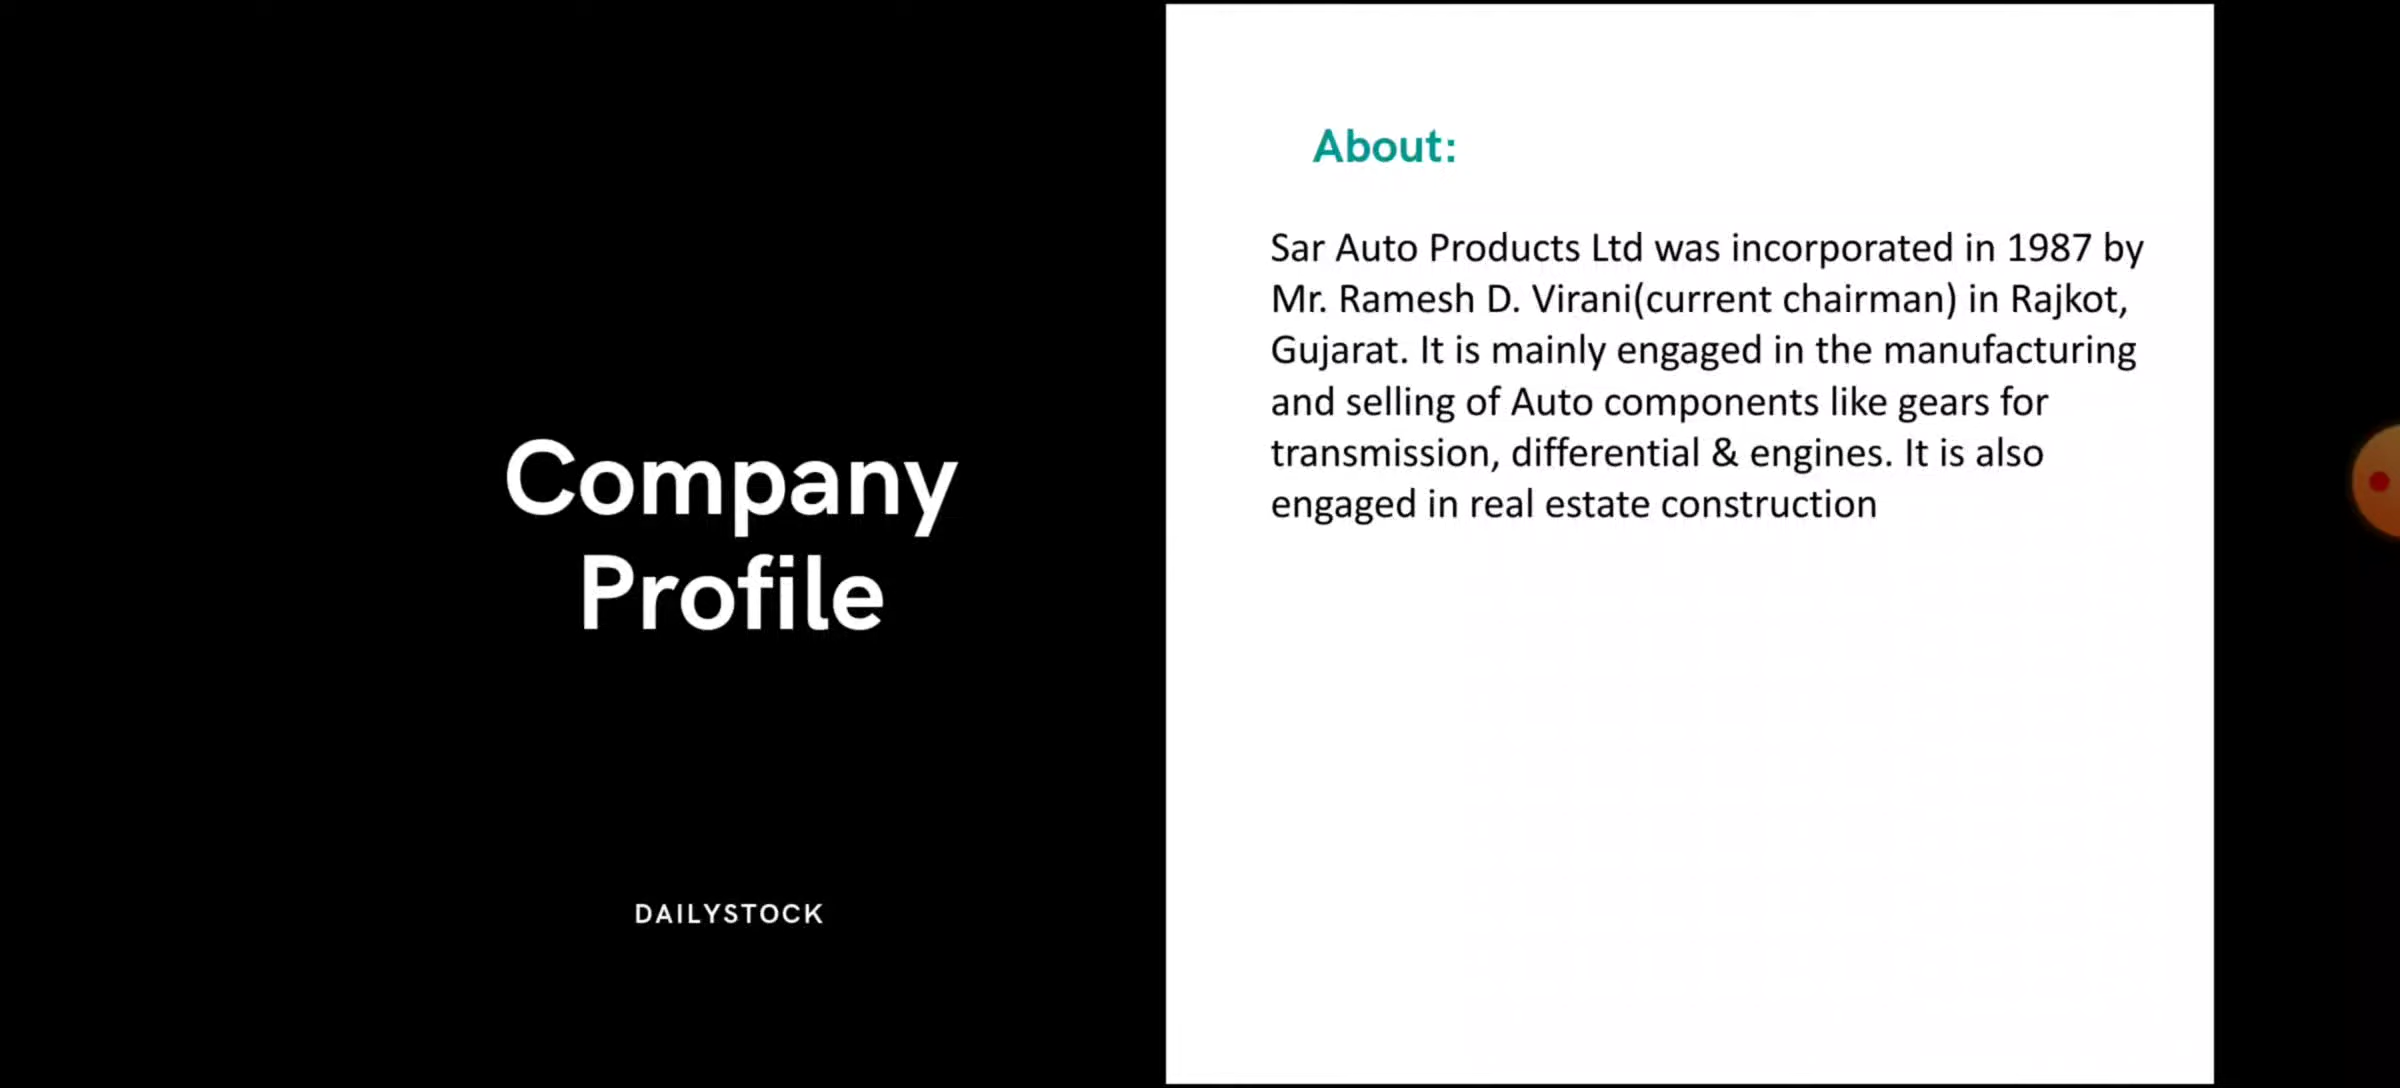 Company
Profile
DAILYSTOCK
About:
Sar Auto Products Ltd was incorporated in 1987 by
Mr. Ramesh D. Virani(current chairman) in Rajkot,
Gujarat. It is mainly engaged in the manufacturing
and selling of Auto components like gears for
transmission, differential & engines. It is also
engaged in real estate construction